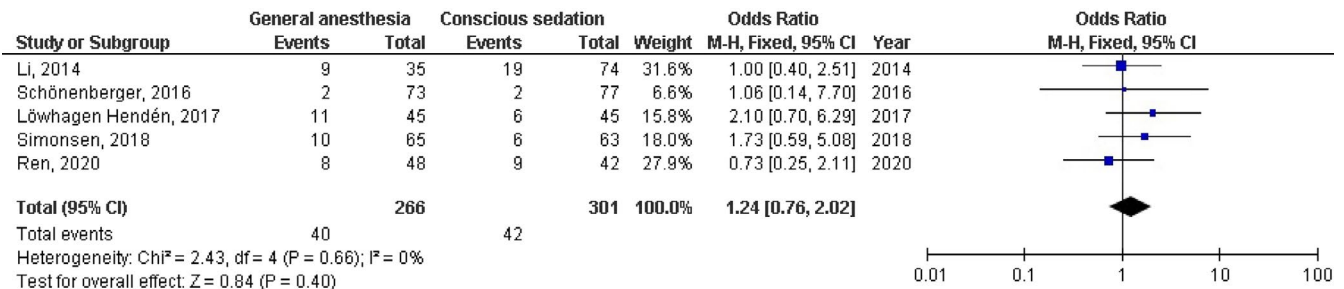 General anesthesia Conscious sedation Odds Ratio Odds Ratio
Study or Subgroup Events Total Events Total Weight M-H, Fixed, 95% CI Year M-H, Fixed, 95% CI
Li, 2014 9 35 19 74 31.6% 1.00 [0.40, 2.51] 2014
Schönenberger, 2016 2 73 2 77 6.6% 1.06 [0.14, 7.70] 2016
Löwhagen Hendén, 2017 11 45 6 45 15.8% 2.10 [0.70, 6.29] 2017
Simonsen, 2018 10 65 6 63 18.0% 1.73 [0.59, 5.08] 2018
Ren, 2020 8 48 9 42 27.9% 0.73 [0.25, 2.11] 2020
Total (95% CI) 266 301 100.0% 1.24 [0.76, 2.02]
Total events 40 42
Heterogeneity: Chi² = 2.43, df = 4 (P = 0.66); I² = 0%
Test for overall effect: Z = 0.84 (P = 0.40)
0.01 0.1 1 10 100